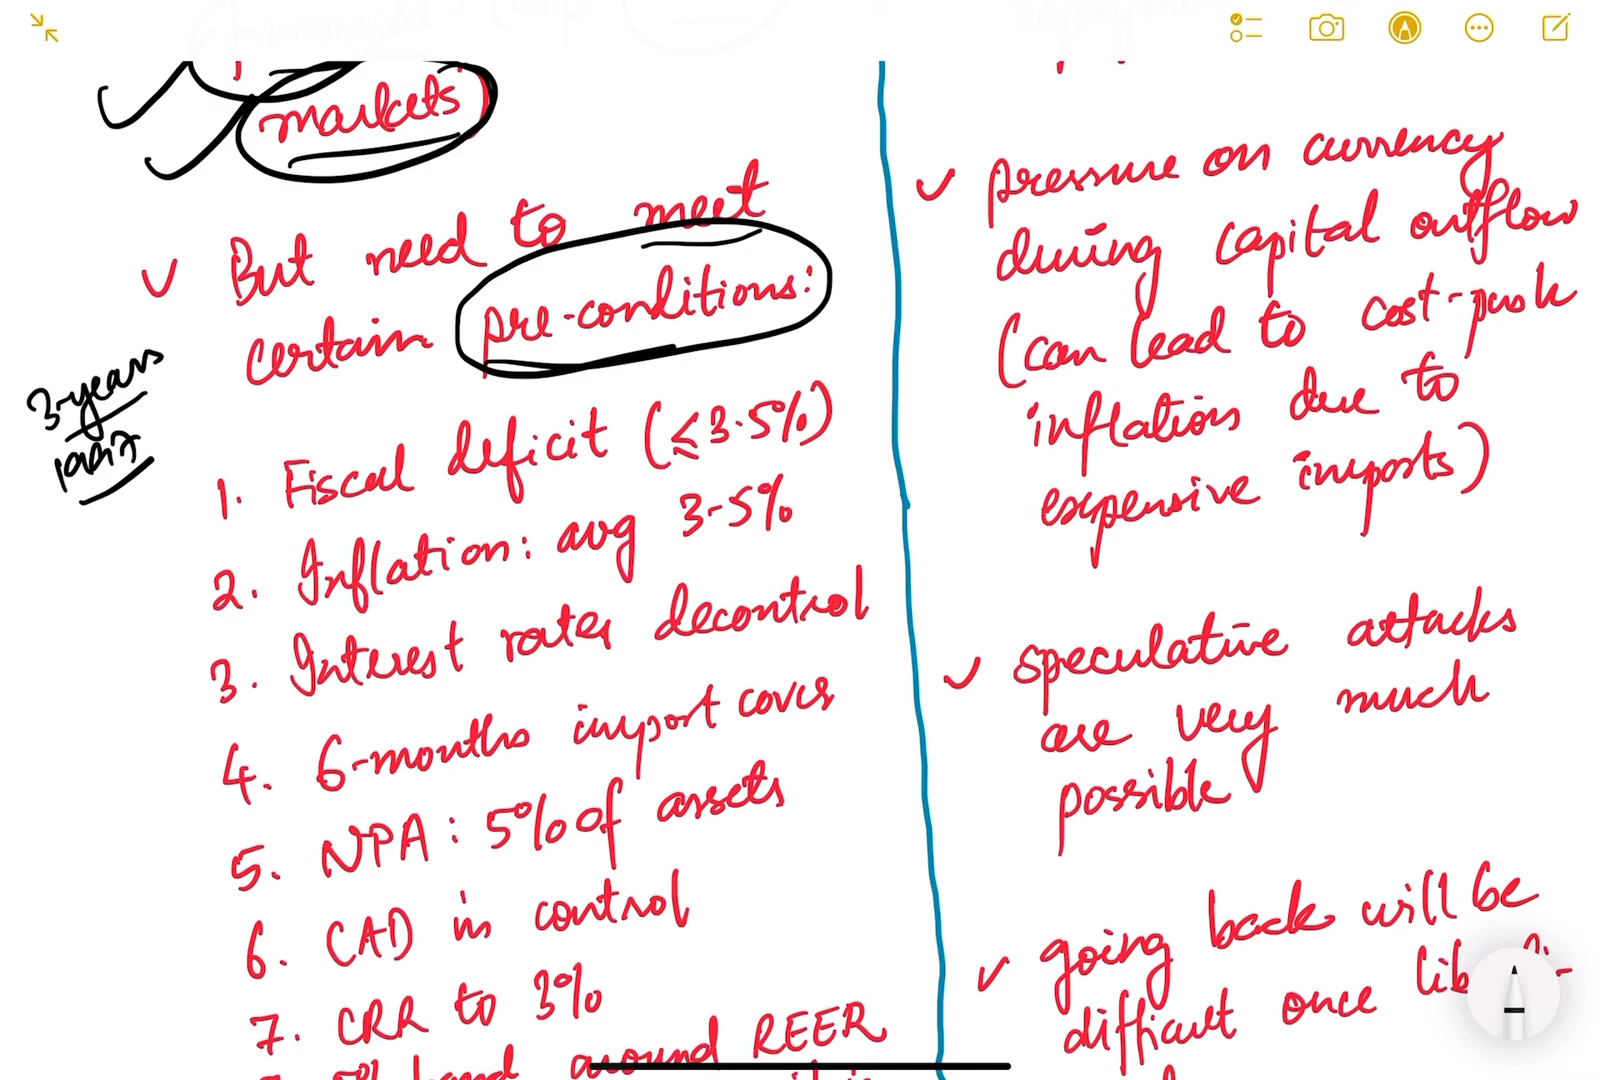 markets)
✓ But need to meet
certain pre-conditions:
3-years
1997
1. Fiscal deficit (≤3.5%)
2. Inflation: avg 3-5%
3. Interest rates decontrol
4. 6-months import cover
5. NPA: 5% of assets
6. CAD in control
7. CRR to 3%
5% band around REER
✓ pressure on currency
during capital outflow
(can lead to cost-push
inflation due to
expensive imports)
✓ speculative attacks
are very much
possible
✓ going back will be
difficult once